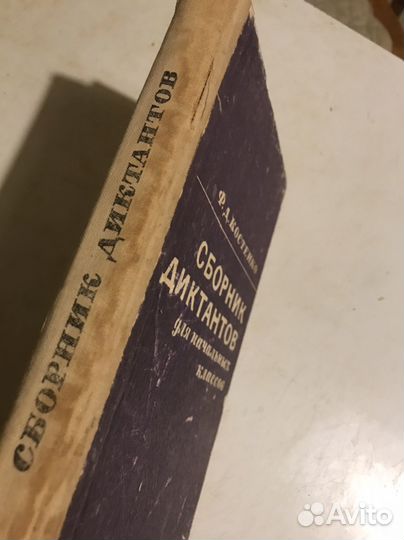 СБОРНИК ДИКТАНТОВ
Ф.Д.КОСТЕНКО
СБОРНИК
ДИКТАНТОВ
для начальных
классов
Avito